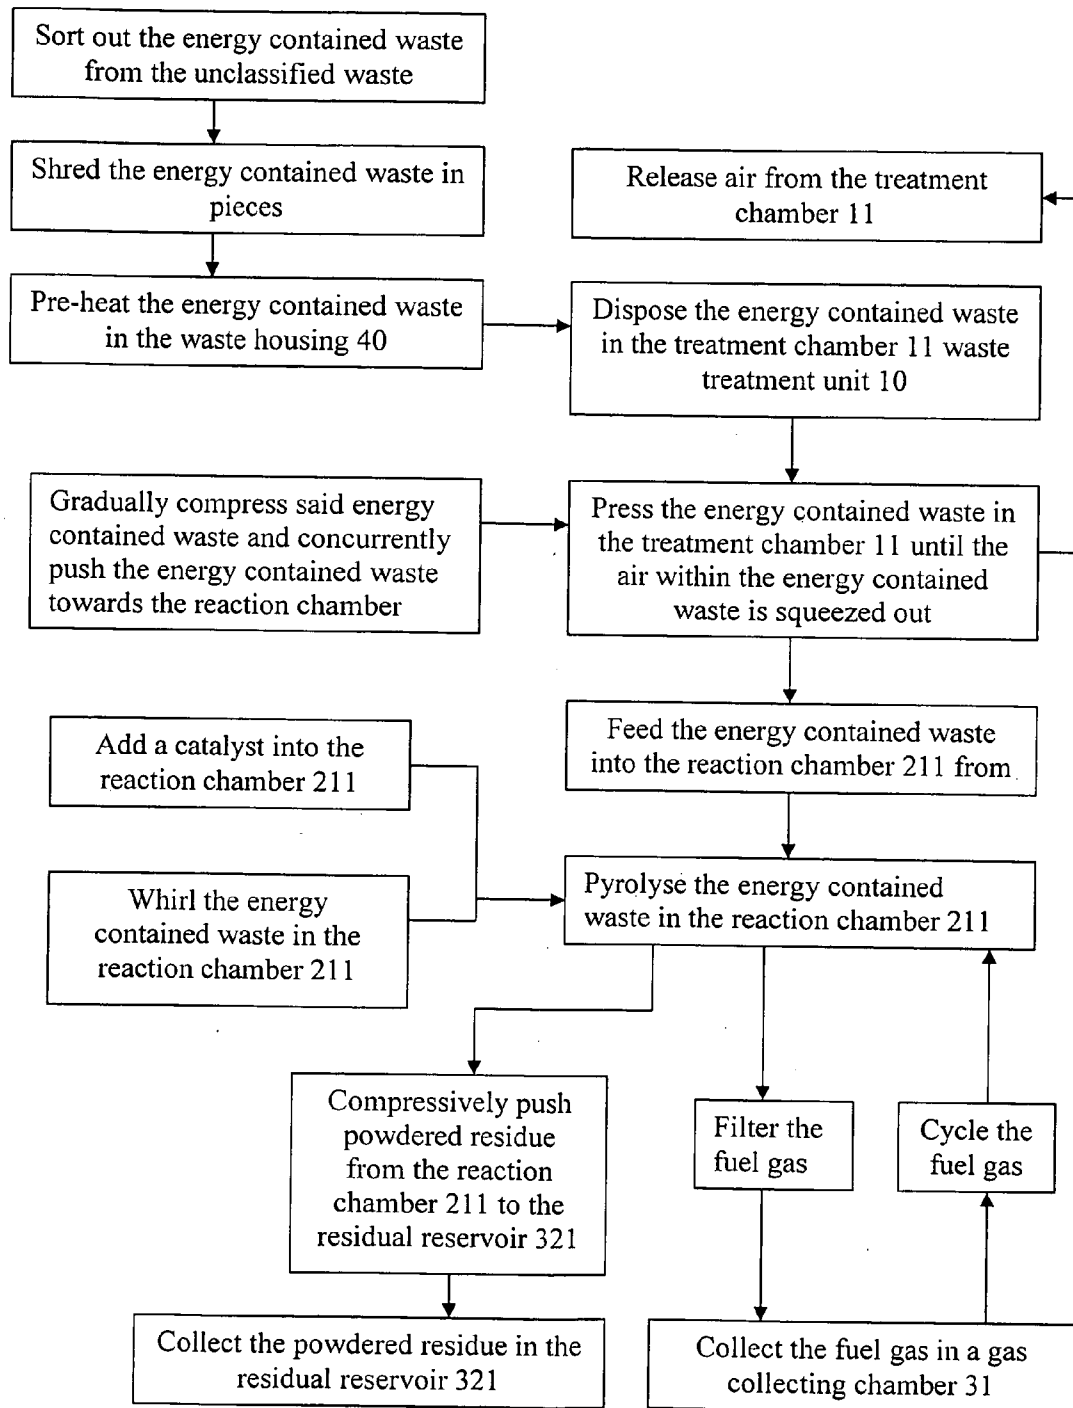 Sort out the energy contained waste
from the unclassified waste
Shred the energy contained waste in
pieces
Release air from the treatment
chamber 11
Pre-heat the energy contained waste
in the waste housing 40
Dispose the energy contained waste
in the treatment chamber 11 waste
treatment unit 10
Gradually compress said energy
contained waste and concurrently
push the energy contained waste
towards the reaction chamber
Press the energy contained waste in
the treatment chamber 11 until the
air within the energy contained
waste is squeezed out
Feed the energy contained waste
into the reaction chamber 211 from
Add a catalyst into the
reaction chamber 211
Whirl the energy
contained waste in the
reaction chamber 211
Pyrolyse the energy contained
waste in the reaction chamber 211
Compressively push
powdered residue
from the reaction
chamber 211 to the
residual reservoir 321
Filter the
fuel gas
Cycle the
fuel gas
Collect the powdered residue in the
residual reservoir 321
Collect the fuel gas in a gas
collecting chamber 31